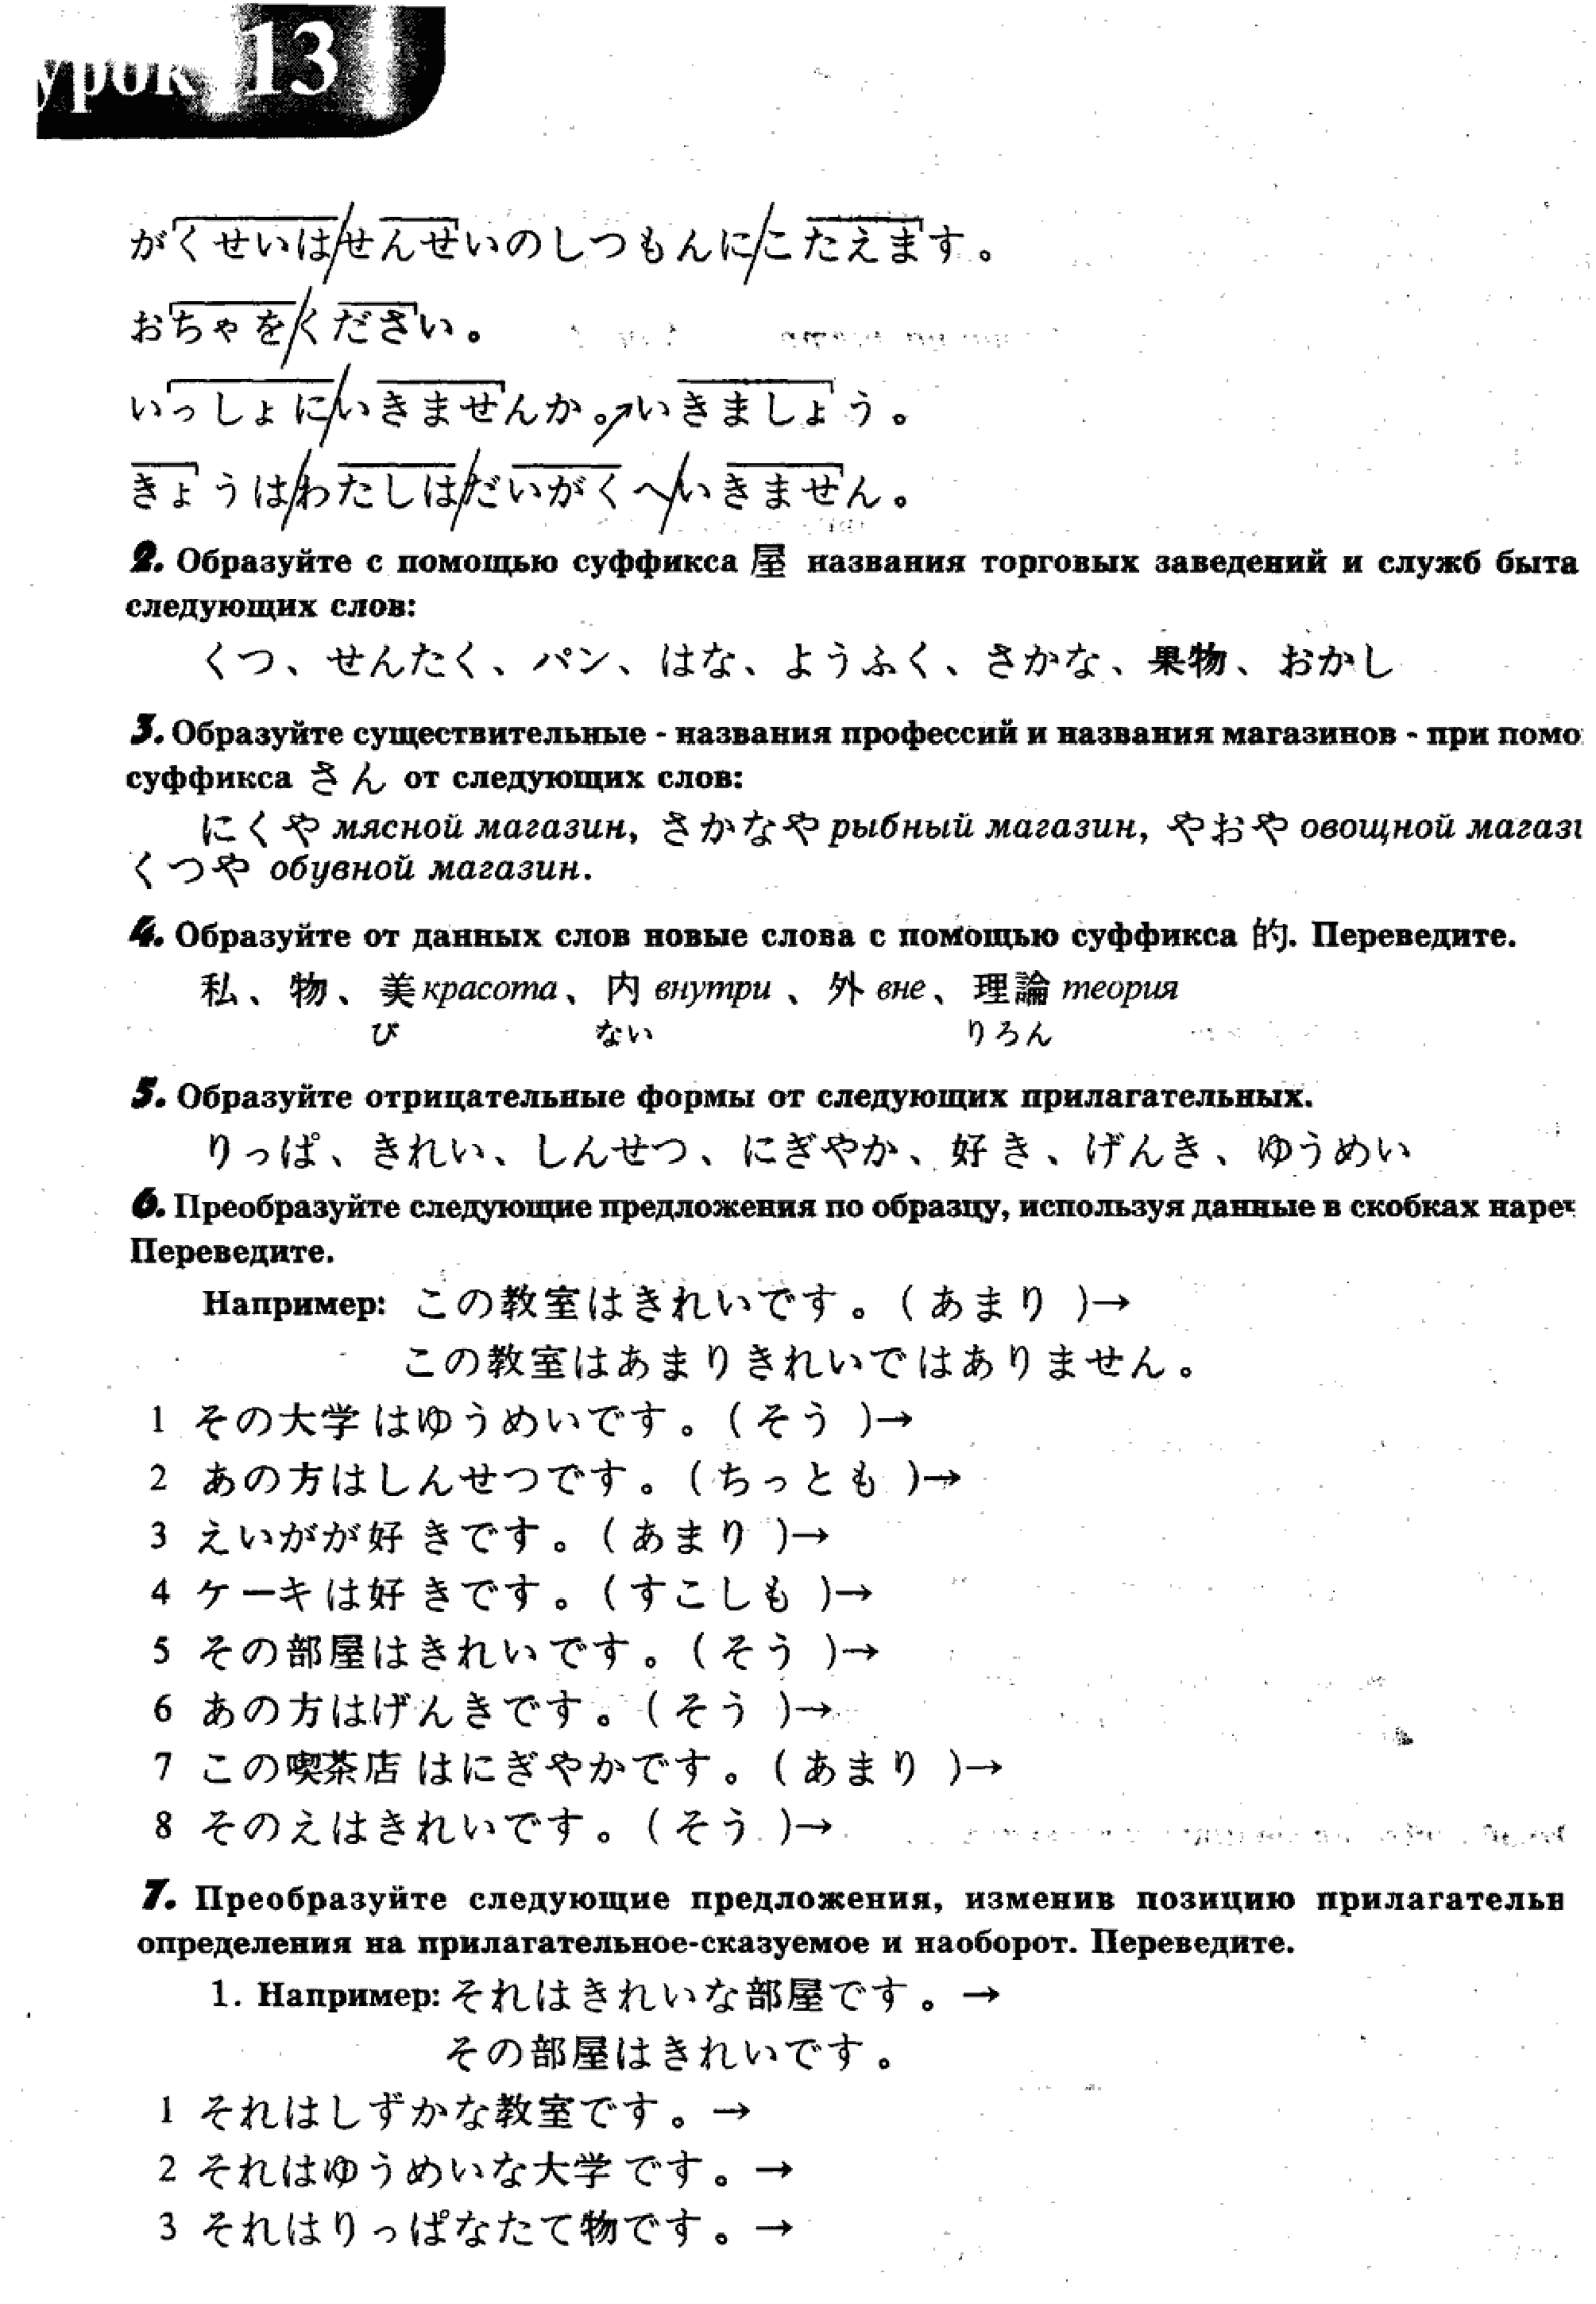 урок 13
がくせいはせんせいのしつもんにこたえます。
おちゃをください。
いっしょにいきませんか。↗いきましょう。
きょうはわたしはだいがくへいきません。
2. Образуйте с помощью суффикса 屋 названия торговых заведений и служб быта
следующих слов:
くつ、せんたく、パン、はな、ようふく、さかな、果物、おかし
3. Образуйте существительные - названия профессий и названия магазинов - при помо
суффикса さん от следующих слов:
にくや мясной магазин, さかなや рыбный магазин, やおや овощной магаз
くつや обувной магазин.
4. Образуйте от данных слов новые слова с помощью суффикса 的. Переведите.
私、物、美 красота、内 внутри、外 вне、理論 теория
び ない りろん
5. Образуйте отрицательные формы от следующих прилагательных.
りっぱ、きれい、しんせつ、にぎやか、好き、げんき、ゆうめい
6. Преобразуйте следующие предложения по образцу, используя данные в скобках нареч
Переведите.
Например: この教室はきれいです。(あまり)→
この教室はあまりきれいではありません。
1 その大学はゆうめいです。(そう)→
2 あの方はしんせつです。(ちっとも)→
3 えいがが好きです。(あまり)→
4 ケーキは好きです。(すこしも)→
5 その部屋はきれいです。(そう)→
6 あの方はげんきです。(そう)→
7 この喫茶店はにぎやかです。(あまり)→
8 そのえはきれいです。(そう)→
7. Преобразуйте следующие предложения, изменив позицию прилагательн
определения на прилагательное-сказуемое и наоборот. Переведите.
1. Например: それはきれいな部屋です。→
その部屋はきれいです。
1 それはしずかな教室です。→
2 それはゆうめいな大学です。→
3 それはりっぱなたて物です。→